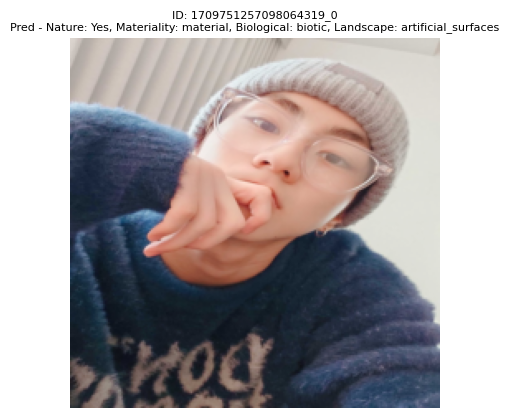 ID: 1709751257098064319_0
Pred - Nature: Yes, Materiality: material, Biological: biotic, Landscape: artificial_surfaces